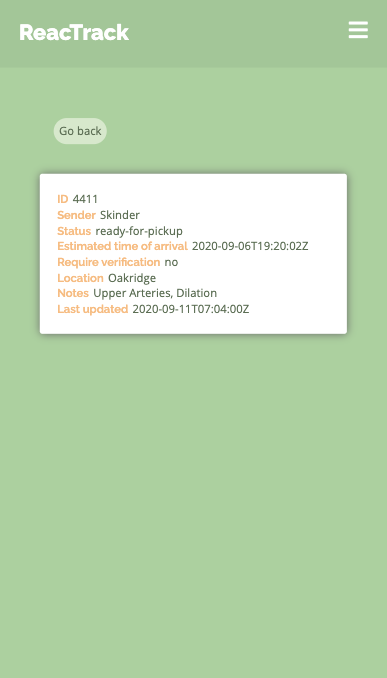 ReacTrack
Go back
ID 4411
Sender Skinder
Status ready-for-pickup
Estimated time of arrival 2020-09-06T19:20:02Z
Require verification no
Location Oakridge
Notes Upper Arteries, Dilation
Last updated 2020-09-11T07:04:00Z